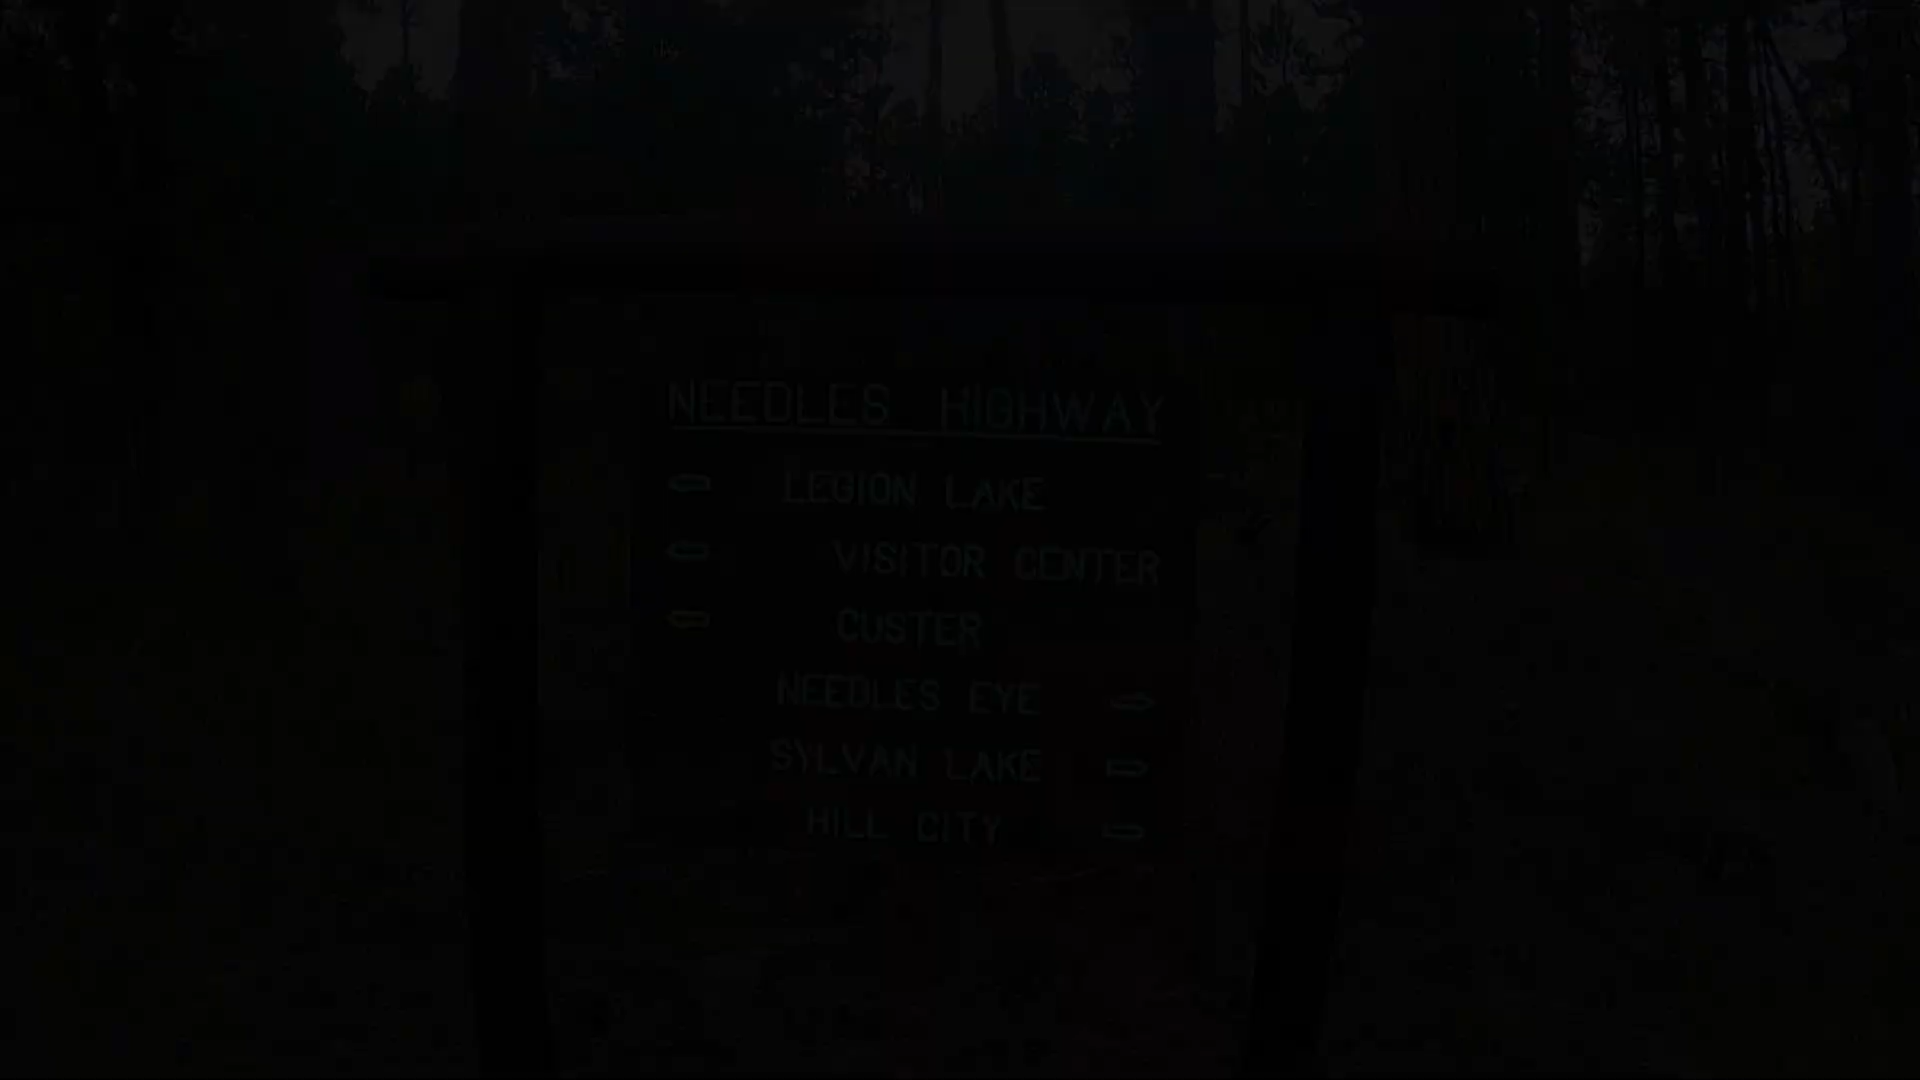 NEEDLES HIGHWAY
LEGION LAKE
VISITOR CENTER
CUSTER
NEEDLES EYE
SYLVAN LAKE
HILL CITY